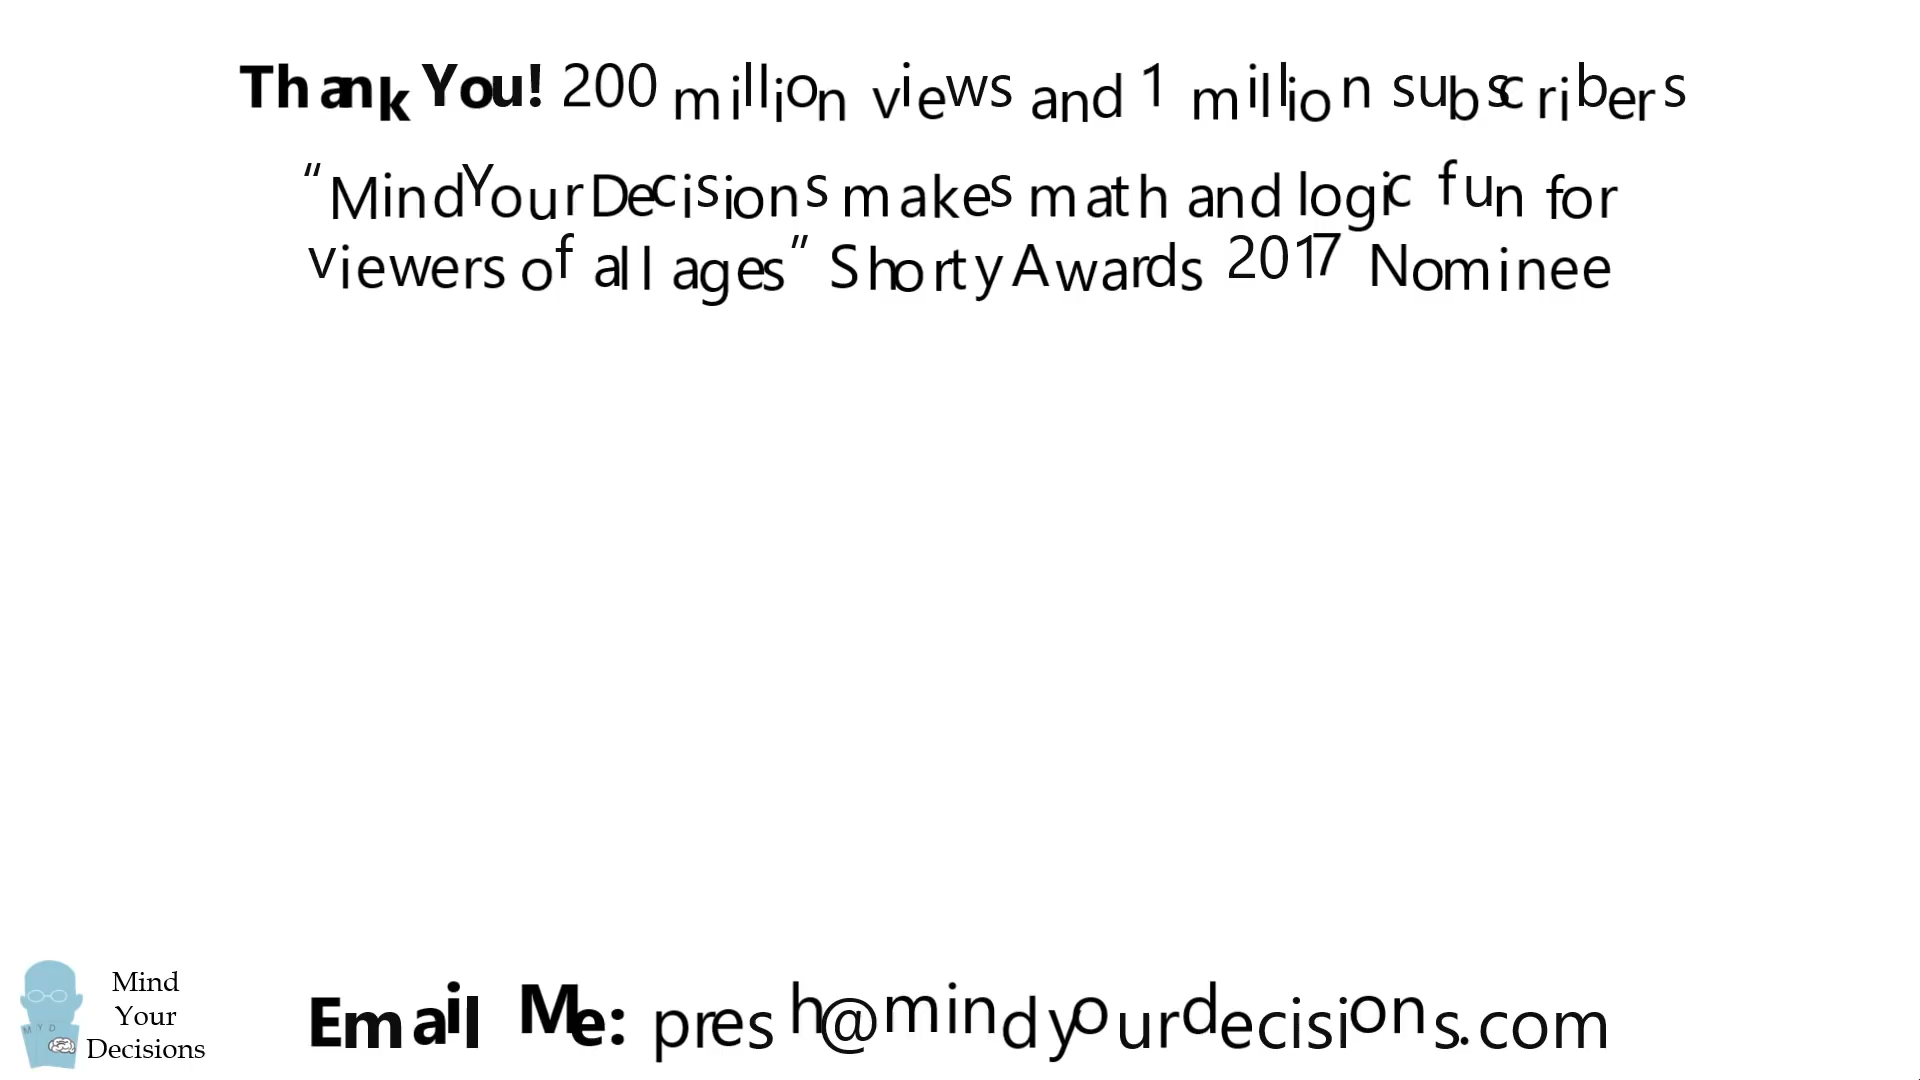 Thank You! 200 million views and 1 million subscribers
"MindYourDecisions makes math and logic fun for
viewers of all ages" Shorty Awards 2017 Nominee
M Y D
Mind
Your
Decisions
Email Me: presh@mindyourdecisions.com